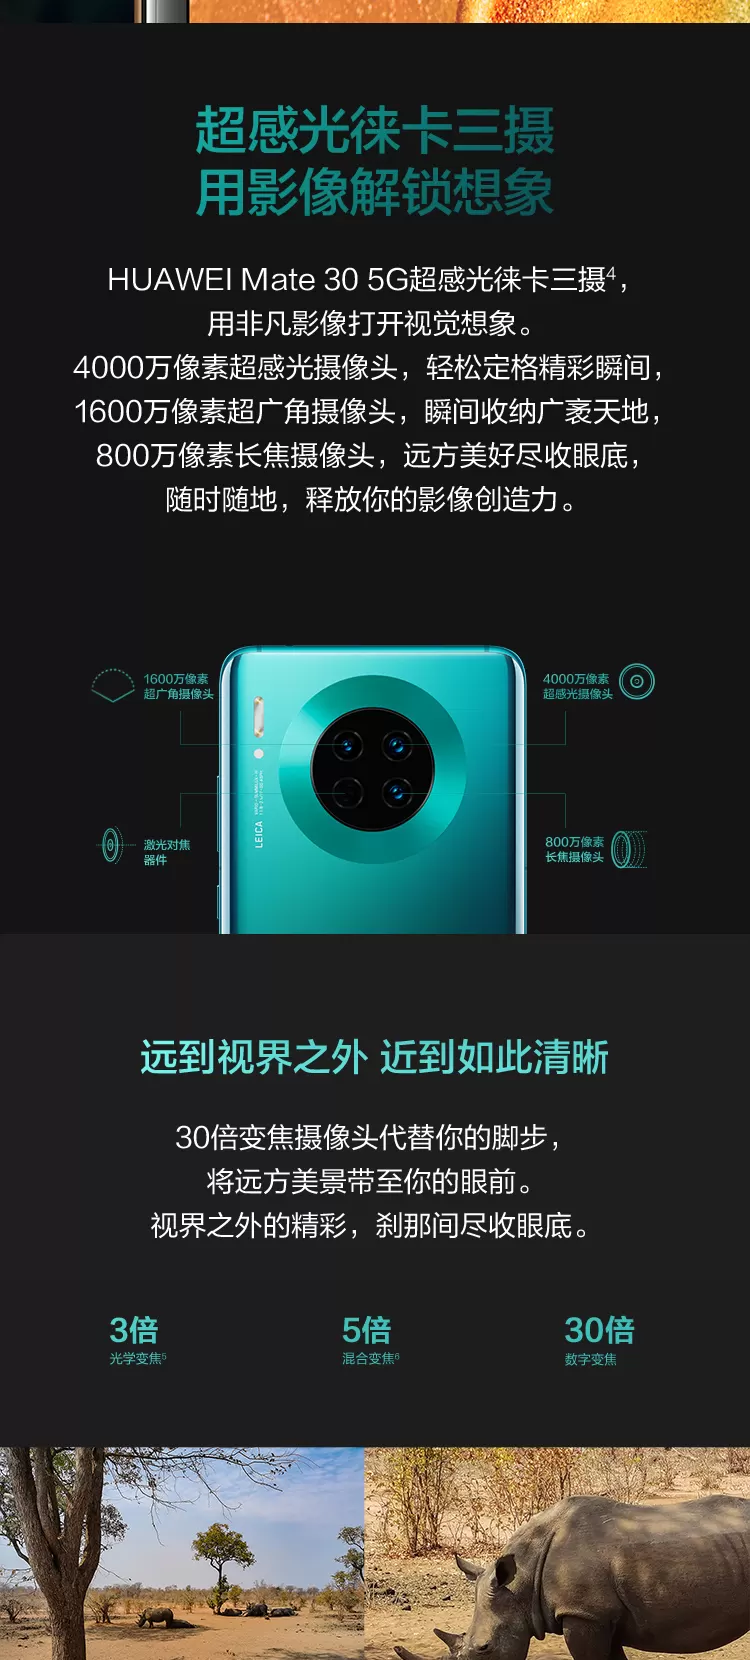 超感光徕卡三摄
用影像解锁想象
HUAWEI Mate 30 5G超感光徕卡三摄4，
用非凡影像打开视觉想象。
4000万像素超感光摄像头，轻松定格精彩瞬间，
1600万像素超广角摄像头，瞬间收纳广袤天地，
800万像素长焦摄像头，远方美好尽收眼底，
随时随地，释放你的影像创造力。
1600万像素
超广角摄像头
4000万像素
超感光摄像头
LEICA
激光对焦
器件
800万像素
长焦摄像头
远到视界之外 近到如此清晰
30倍变焦摄像头代替你的脚步，
将远方美景带至你的眼前。
视界之外的精彩，刹那间尽收眼底。
3倍
光学变焦5
5倍
混合变焦6
30倍
数字变焦